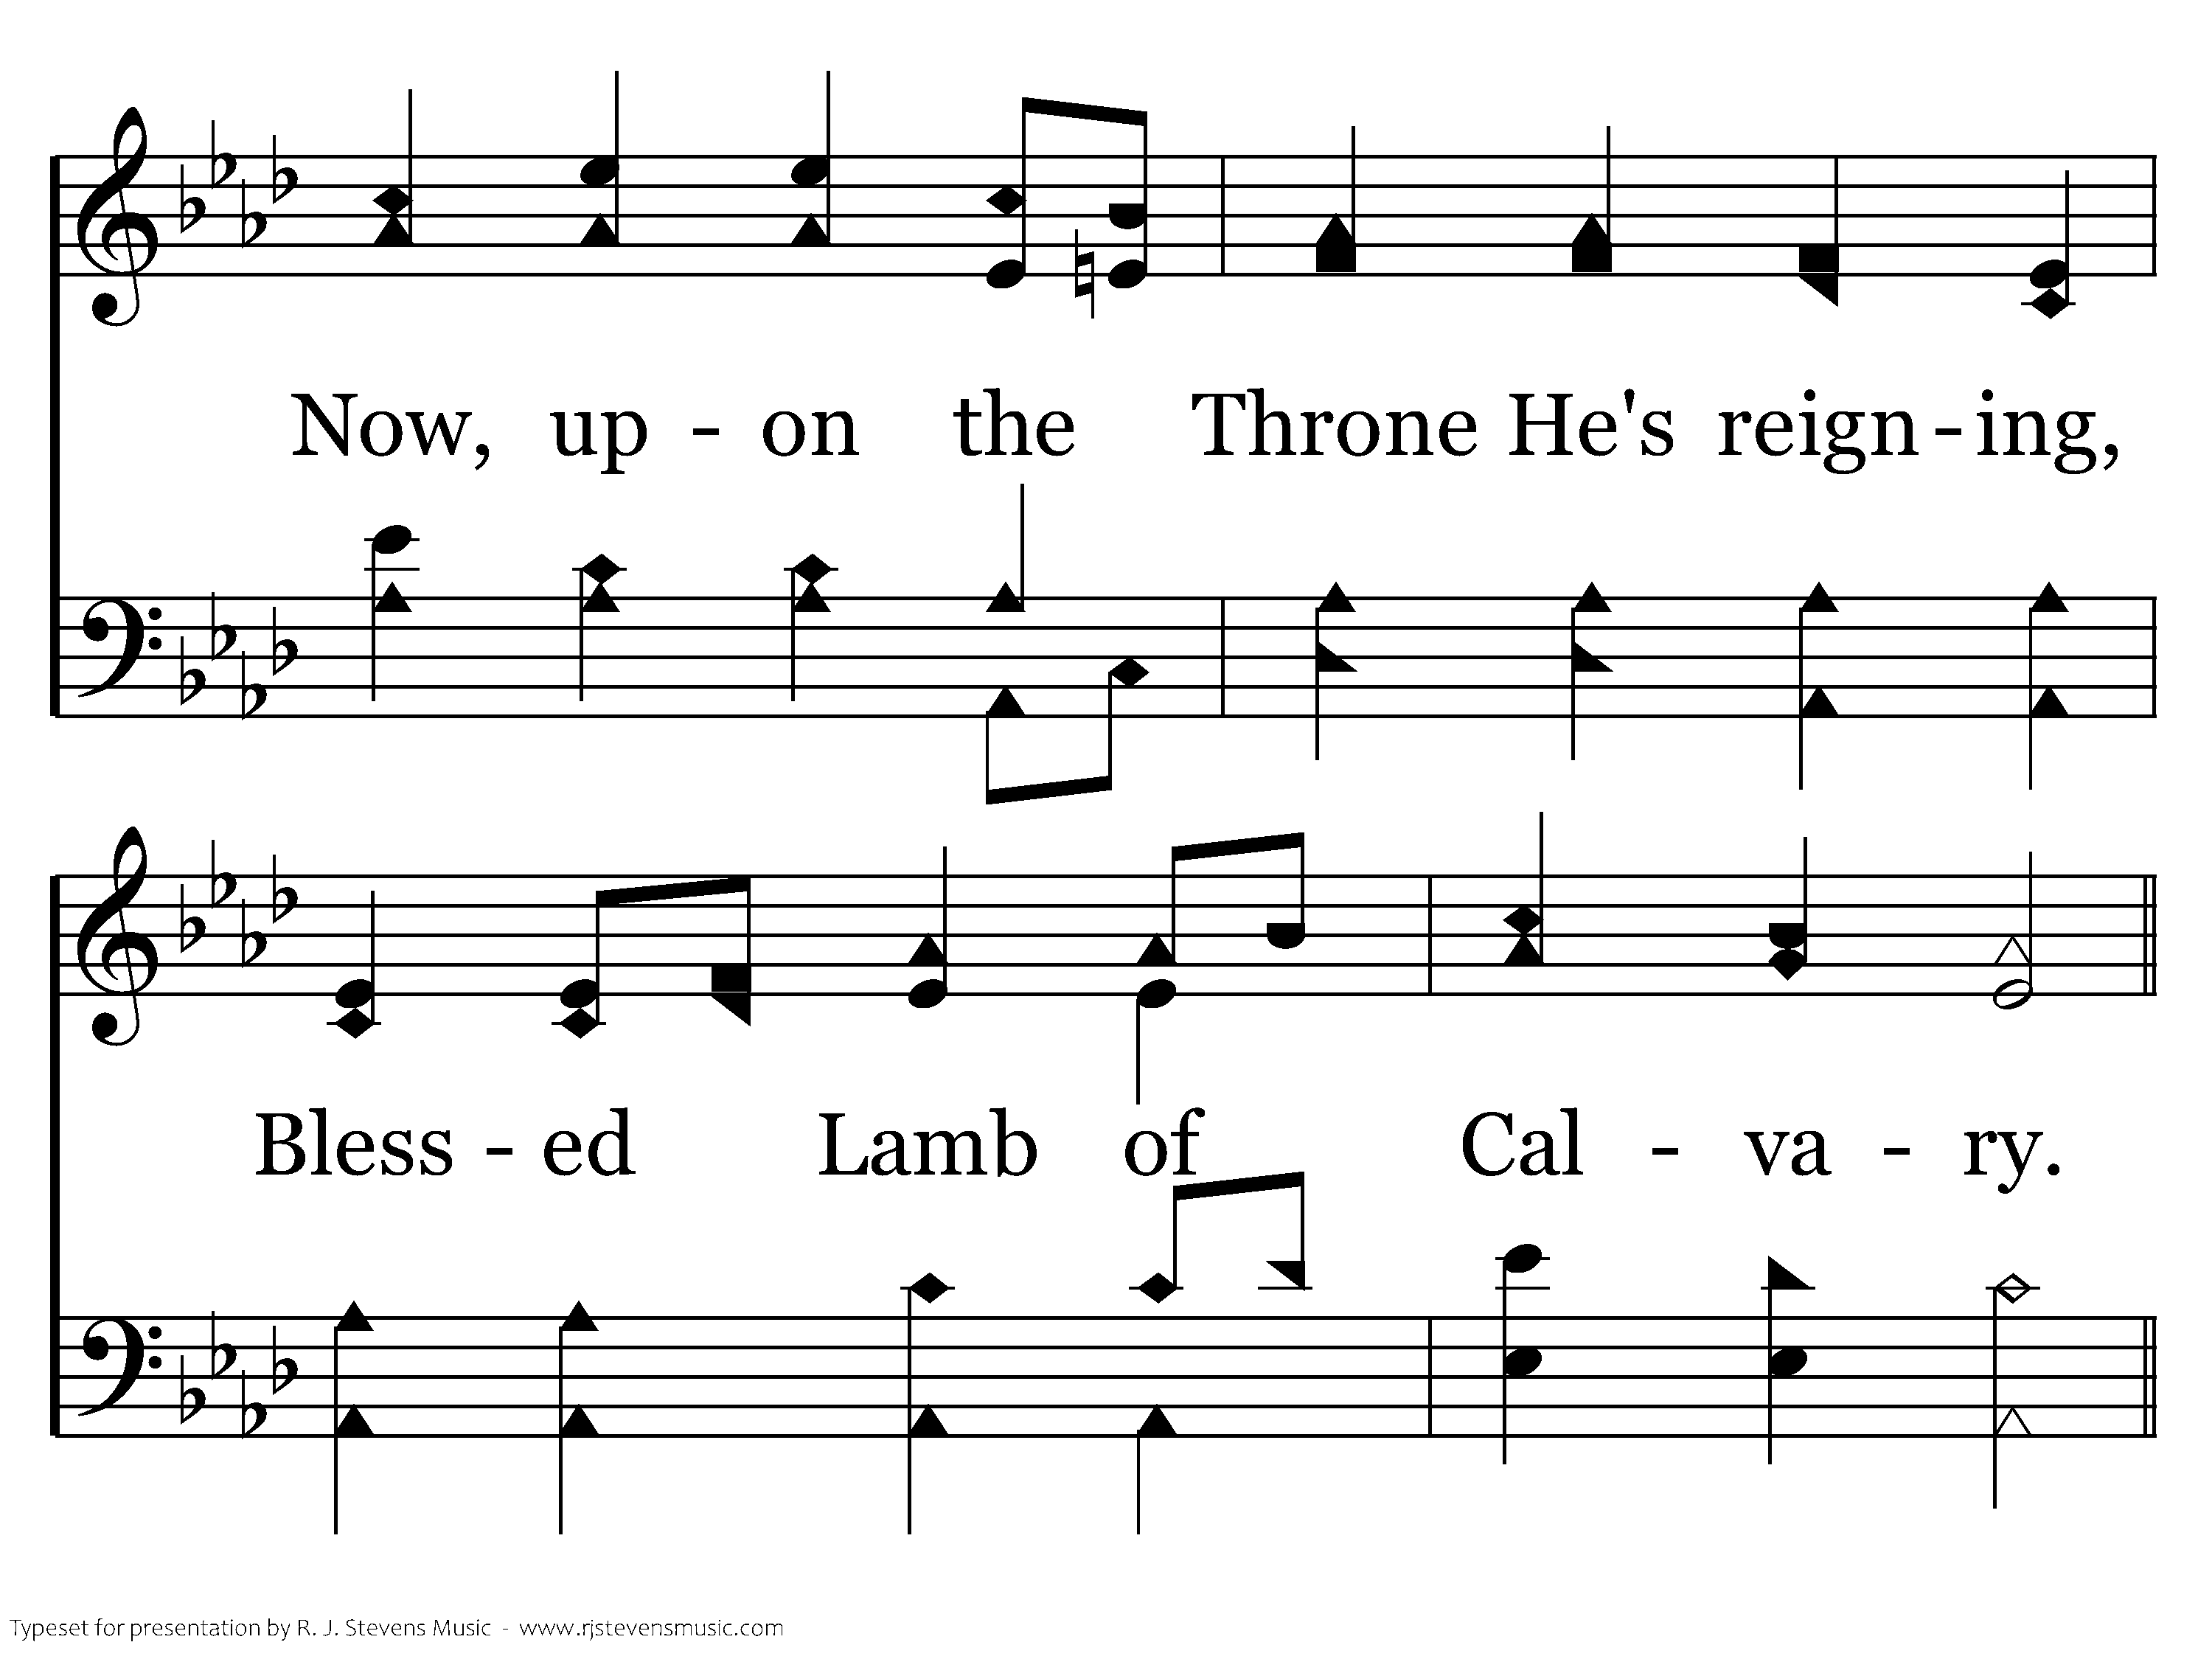 Now, up - on the Throne He's reign - ing,
Bless - ed Lamb of Cal - va - ry.
Typeset for presentation by R. J. Stevens Music - www.rjstevensmusic.com